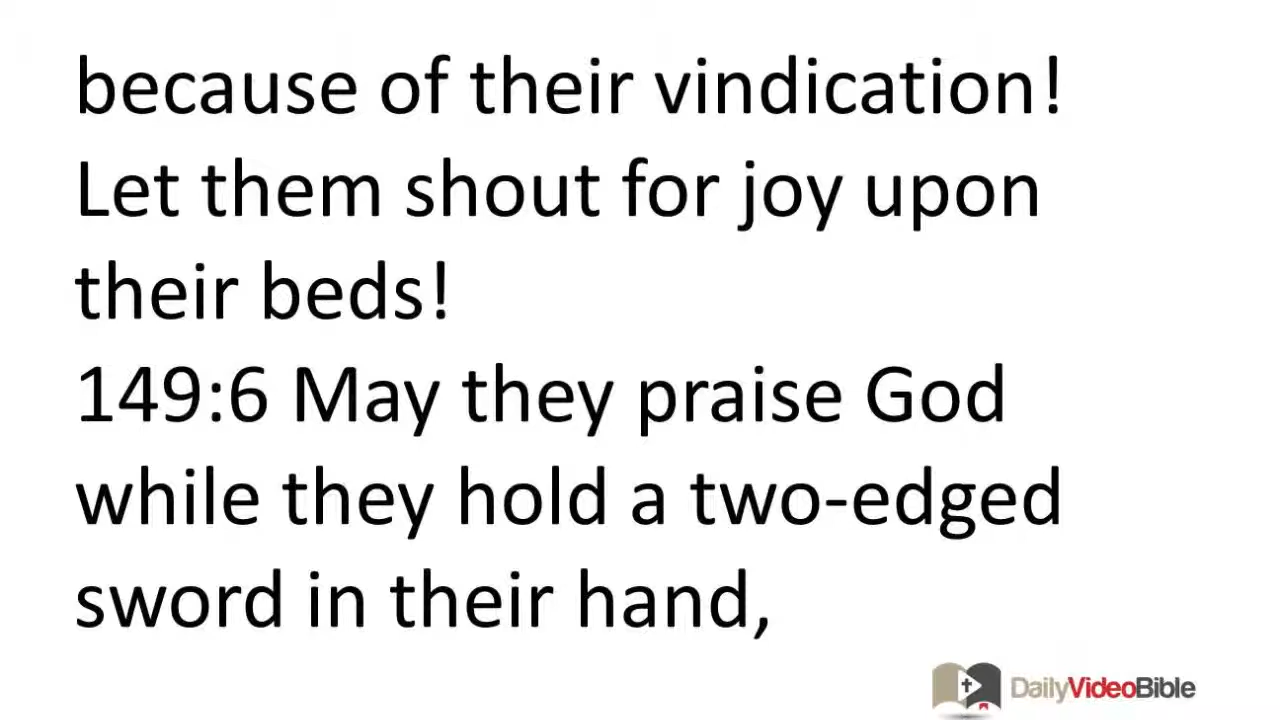 because of their vindication!
Let them shout for joy upon
their beds!
149:6 May they praise God
while they hold a two-edged
sword in their hand,
DailyVideoBible